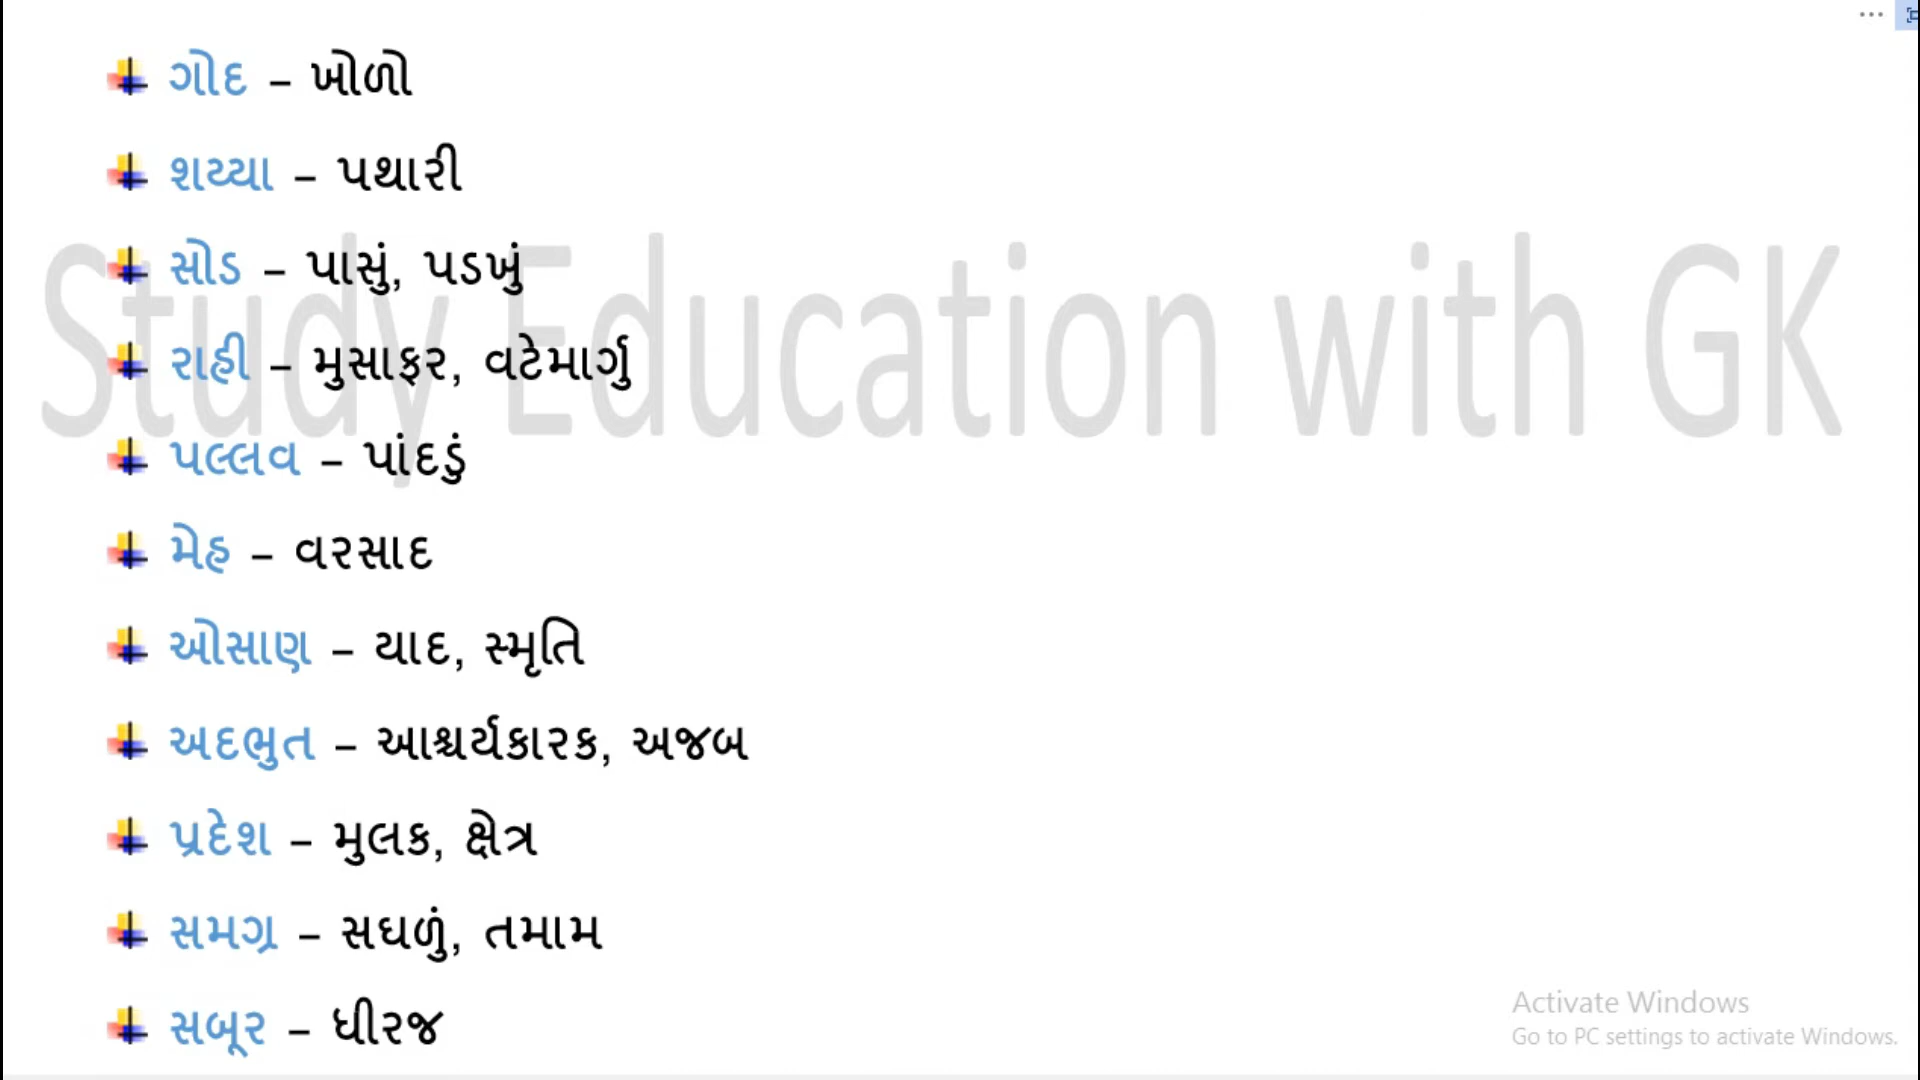 ગોદ – ખોળો
શય્યા – પથારી
સોડ – પાસું, પડખું
રાહી – મુસાફર, વટેમાર્ગુ
પલ્લવ – પાંદડું
મેહ – વરસાદ
ઓસાણ – યાદ, સ્મૃતિ
અદભુત – આશ્ચર્યકારક, અજબ
પ્રદેશ – મુલક, ક્ષેત્ર
સમગ્ર – સઘળું, તમામ
સબૂર – ધીરજ
Study Education with GK
Activate Windows
Go to PC settings to activate Windows.